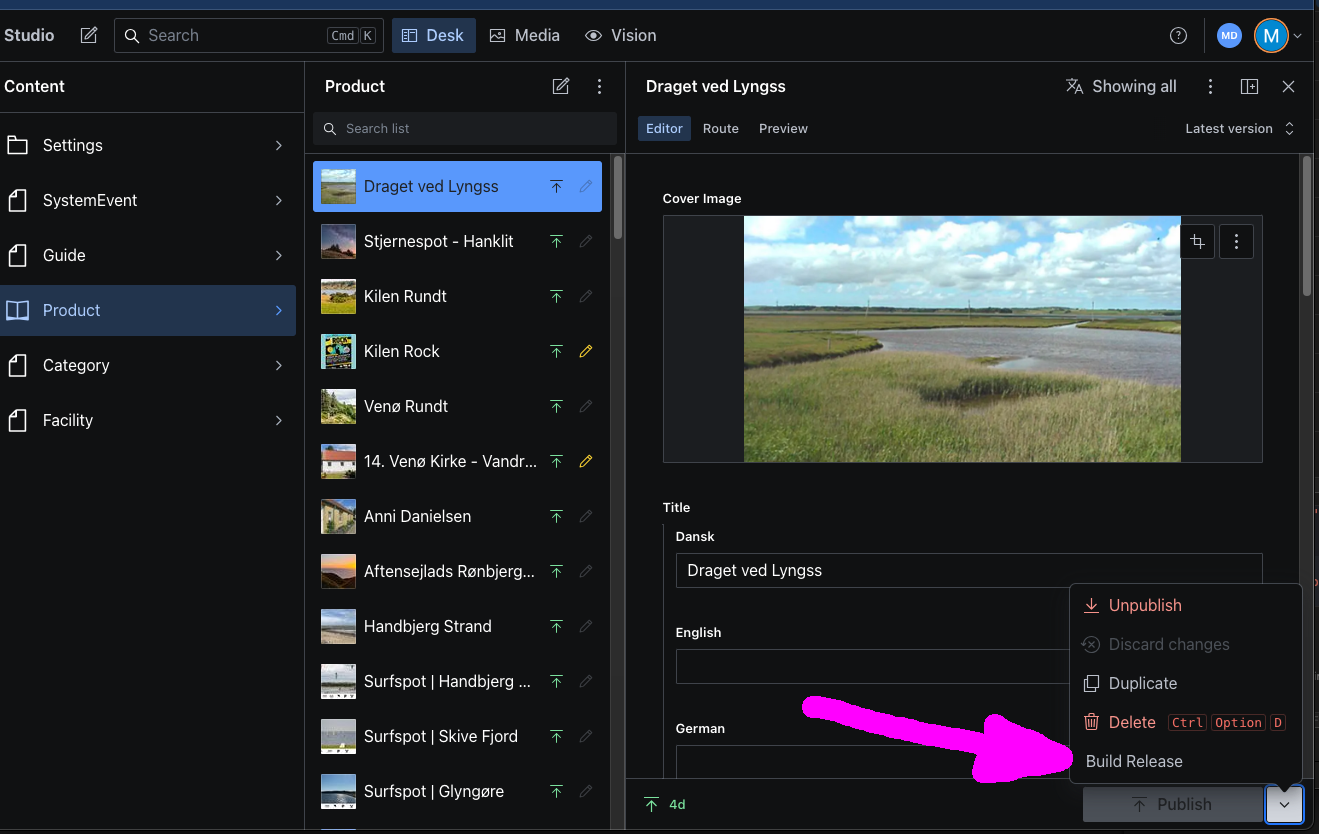 Studio
Search
Cmd K
Desk
Media
Vision
MD
M
Content
Settings
SystemEvent
Guide
Product
Category
Facility
Product
Search list
Draget ved Lyngss
Stjernespot - Hanklit
Kilen Rundt
Kilen Rock
Venø Rundt
14. Venø Kirke - Vandr...
Anni Danielsen
Aftensejlads Rønbjerg...
Handbjerg Strand
Surfspot | Handbjerg ...
Surfspot | Skive Fjord
Surfspot | Glyngøre
Draget ved Lyngss
Showing all
Editor
Route
Preview
Latest version
Cover Image
Title
Dansk
Draget ved Lyngss
English
German
Unpublish
Discard changes
Duplicate
Delete Ctrl Option D
Build Release
4d
Publish